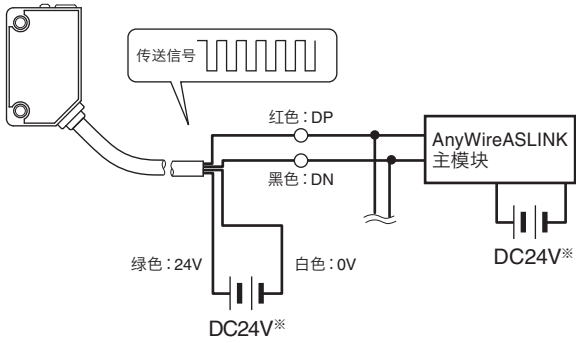 传送信号
红色：DP
AnyWireASLINK
主模块
黑色：DN
DC24V※
绿色：24V
白色：0V
DC24V※